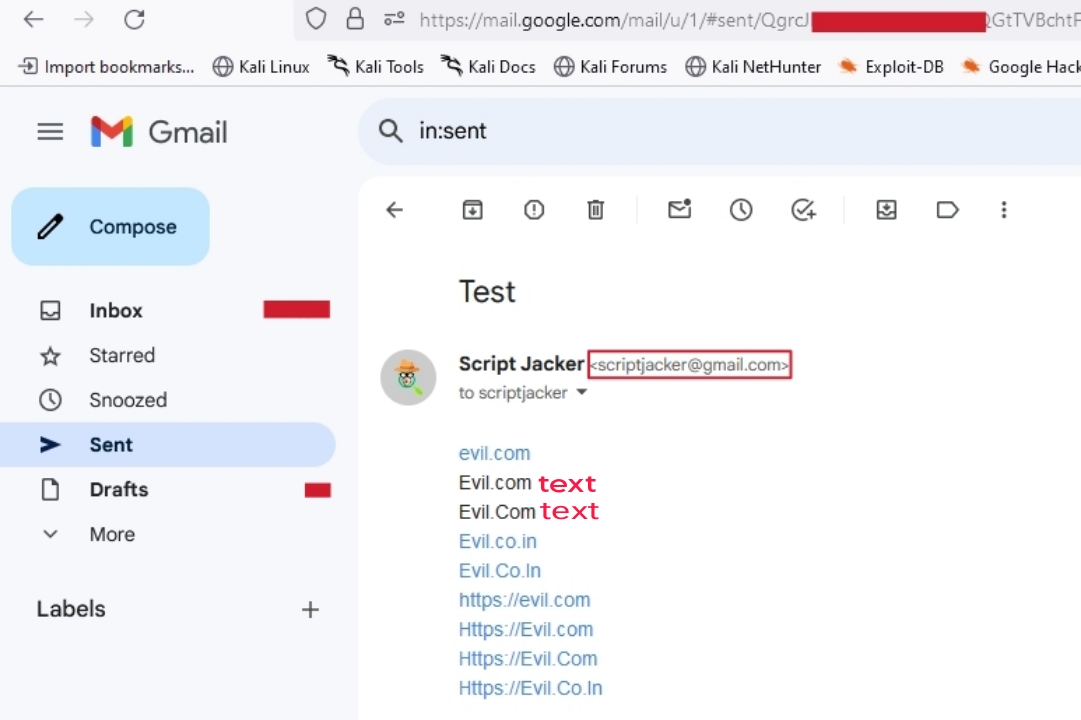 https://mail.google.com/mail/u/1/#sent/QgrcJ GtTVBchtF
Import bookmarks... Kali Linux Kali Tools Kali Docs Kali Forums Kali NetHunter Exploit-DB Google Hack
Gmail
in:sent
Compose
Test
Inbox
Starred
Script Jacker <scriptjacker@gmail.com>
to scriptjacker
Snoozed
Sent
Drafts
More
Labels
evil.com
Evil.com text
Evil.Com text
Evil.co.in
Evil.Co.In
https://evil.com
Https://Evil.com
Https://Evil.Com
Https://Evil.Co.In